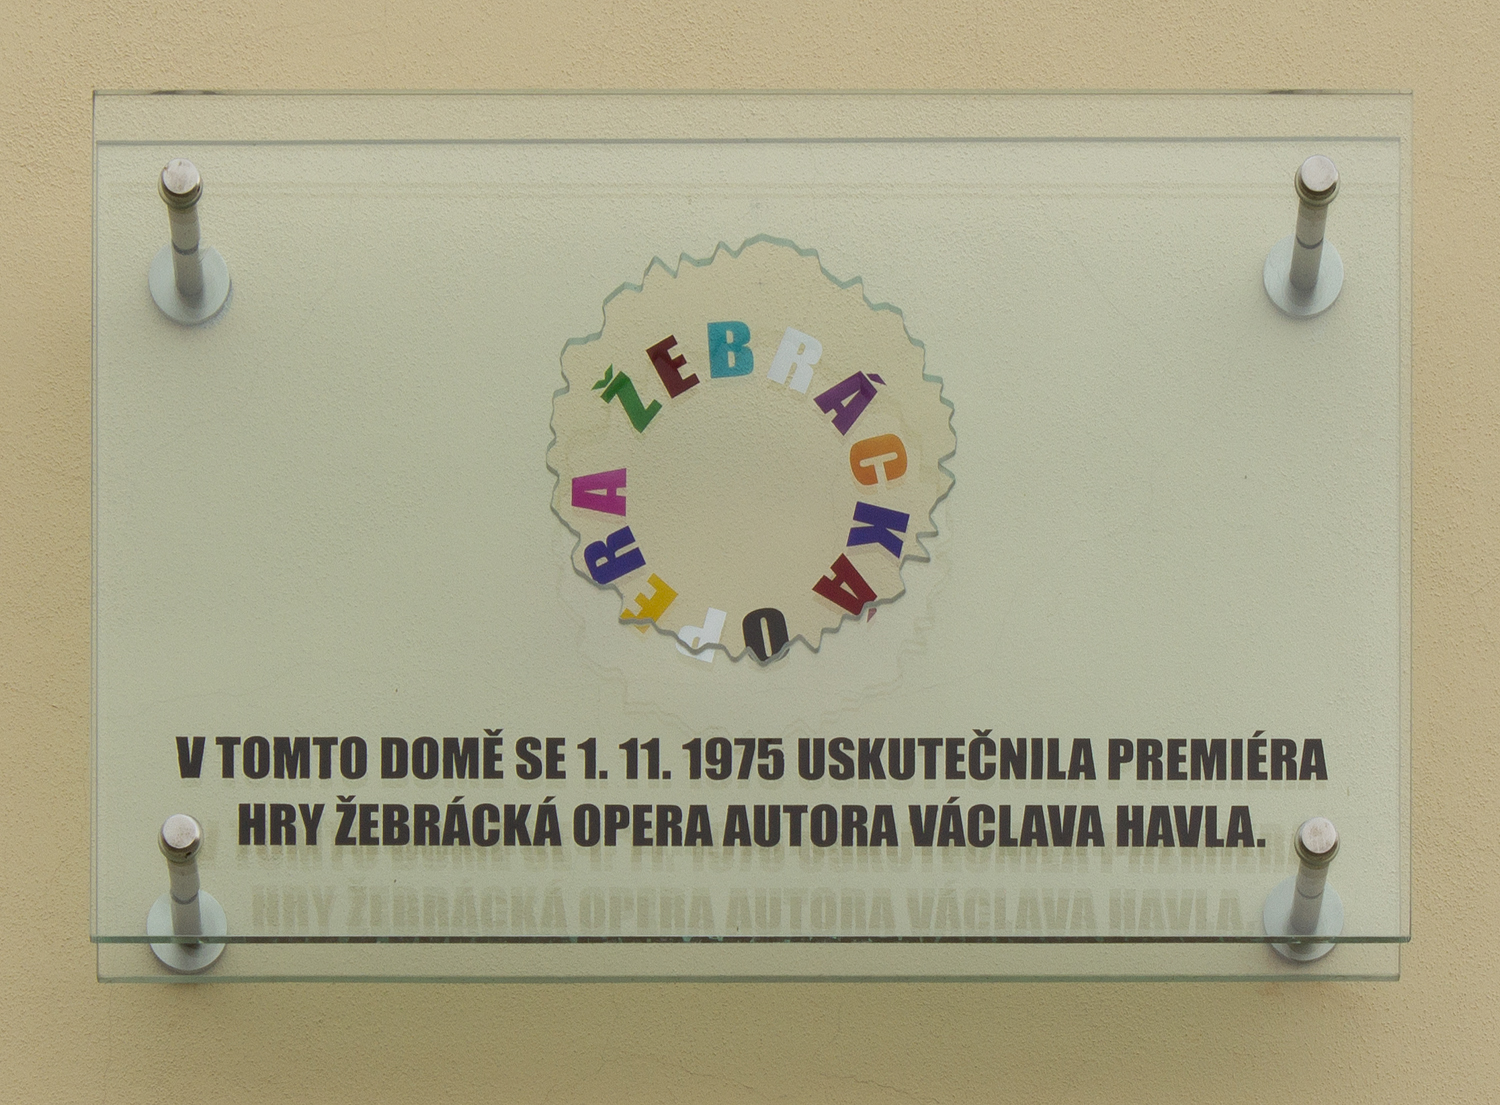 ŽEBRÁCKÁ OPERA
V TOMTO DOMĚ SE 1. 11. 1975 USKUTEČNILA PREMIÉRA
HRY ŽEBRÁCKÁ OPERA AUTORA VÁCLAVA HAVLA.